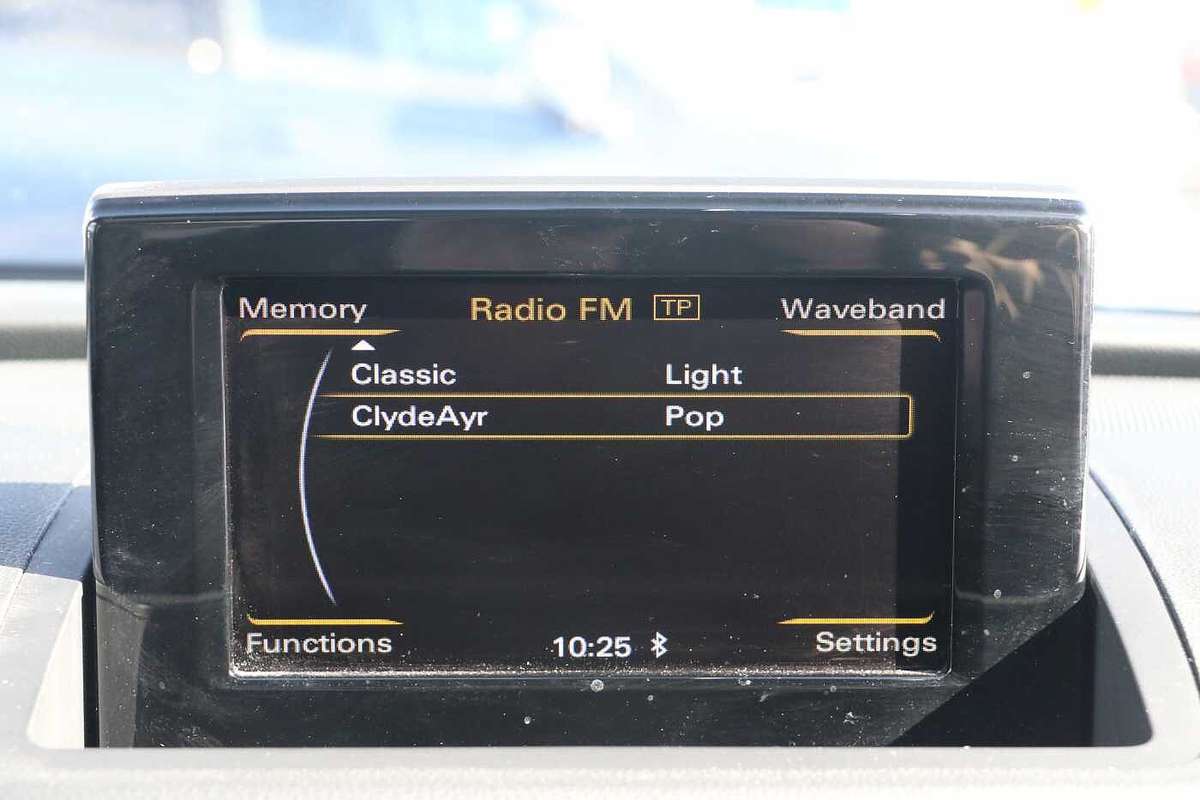 Memory Radio FM TP Waveband
Classic Light
ClydeAyr Pop
Functions 10:25 Settings